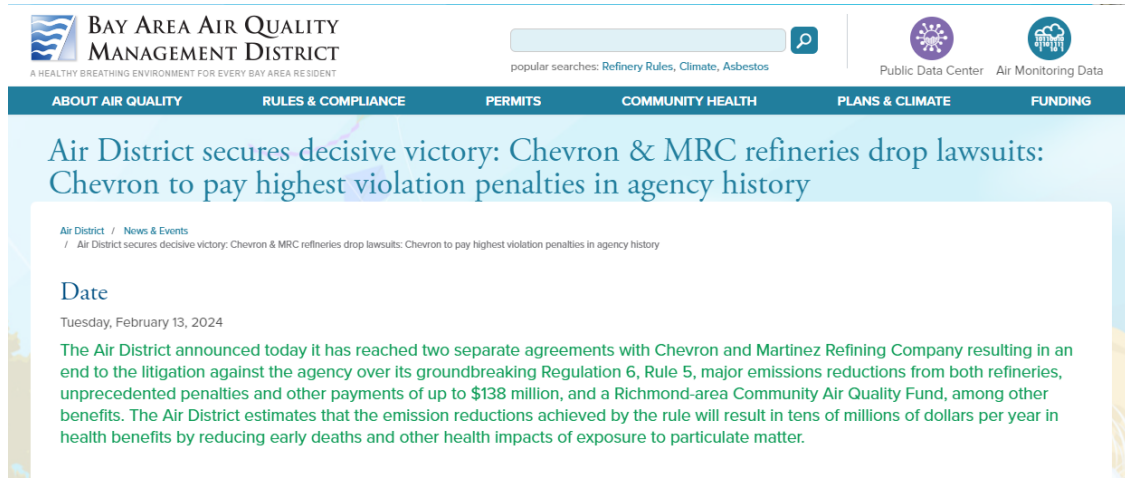 BAY AREA AIR QUALITY
MANAGEMENT DISTRICT
A HEALTHY BREATHING ENVIRONMENT FOR EVERY BAY AREA RESIDENT
popular searches: Refinery Rules, Climate, Asbestos
Public Data Center
Air Monitoring Data
ABOUT AIR QUALITY
RULES & COMPLIANCE
PERMITS
COMMUNITY HEALTH
PLANS & CLIMATE
FUNDING
Air District secures decisive victory: Chevron & MRC refineries drop lawsuits:
Chevron to pay highest violation penalties in agency history
Air District / News & Events
/ Air District secures decisive victory: Chevron & MRC refineries drop lawsuits: Chevron to pay highest violation penalties in agency history
Date
Tuesday, February 13, 2024
The Air District announced today it has reached two separate agreements with Chevron and Martinez Refining Company resulting in an
end to the litigation against the agency over its groundbreaking Regulation 6, Rule 5, major emissions reductions from both refineries,
unprecedented penalties and other payments of up to $138 million, and a Richmond-area Community Air Quality Fund, among other
benefits. The Air District estimates that the emission reductions achieved by the rule will result in tens of millions of dollars per year in
health benefits by reducing early deaths and other health impacts of exposure to particulate matter.